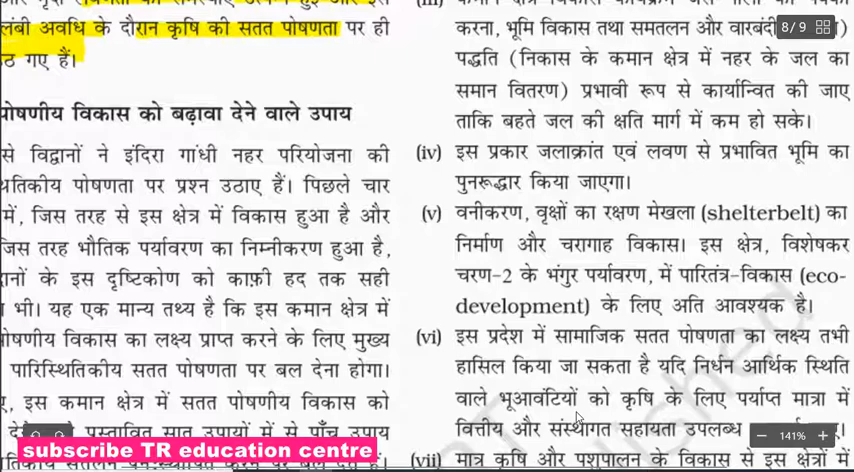 लंबी अवधि के दौरान कृषि की सतत पोषणता पर ही
ठ गए हैं।
पोषणीय विकास को बढ़ावा देने वाले उपाय
से विद्वानों ने इंदिरा गांधी नहर परियोजना की
पोषणता पर प्रश्न उठाए हैं। पिछले चार
में, जिस तरह से इस क्षेत्र में विकास हुआ है और
जिस तरह भौतिक पर्यावरण का निम्नीकरण हुआ है,
के इस दृष्टिकोण को काफ़ी हद तक सही
भी। यह एक मान्य तथ्य है कि इस कमान क्षेत्र में
पोषणीय विकास का लक्ष्य प्राप्त करने के लिए मुख्य
पारिस्थितिकीय सतत पोषणता पर बल देना होगा।
इस कमान क्षेत्र में सतत पोषणीय विकास को
प्रस्तावित सात उपायों में से पाँच उपाय
subscribe TR education centre
करना, भूमि विकास तथा समतलन और वारबंदी
8/9
पद्धति (निकास के कमान क्षेत्र में नहर के जल का
समान वितरण) प्रभावी रूप से कार्यान्वित की जाए
ताकि बहते जल की क्षति मार्ग में कम हो सके।
(iv) इस प्रकार जलाक्रांत एवं लवण से प्रभावित भूमि का
पुनरूद्धार किया जाएगा।
(v) वनीकरण, वृक्षों का रक्षण मेखला (shelterbelt) का
निर्माण और चरागाह विकास। इस क्षेत्र, विशेषकर
चरण-2 के भंगुर पर्यावरण, में पारितंत्र-विकास (eco-
development) के लिए अति आवश्यक है।
(vi) इस प्रदेश में सामाजिक सतत पोषणता का लक्ष्य तभी
हासिल किया जा सकता है यदि निर्धन आर्थिक स्थिति
वाले भूआवंटियों को कृषि के लिए पर्याप्त मात्रा में
वित्तीय और संस्थागत सहायता उपलब्ध
141%
(vii) मात्र कृषि और पशुपालन के विकास से इस क्षेत्रों में